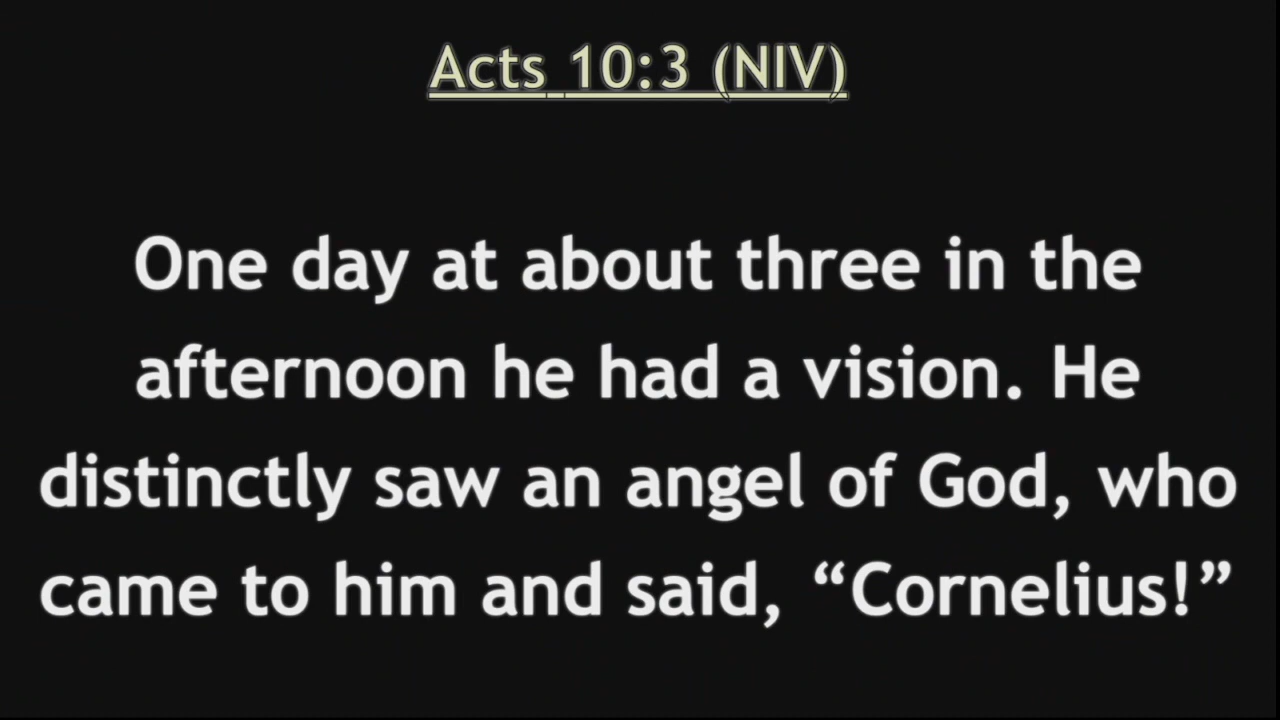 Acts 10:3 (NIV)
One day at about three in the
afternoon he had a vision. He
distinctly saw an angel of God, who
came to him and said, “Cornelius!”